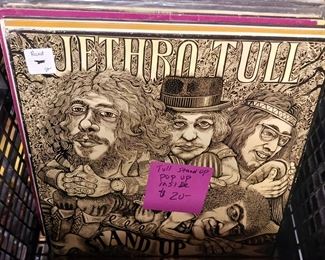 JETHRO TULL
Tull stand up
pop up
inside
$ 20-
STAND UP